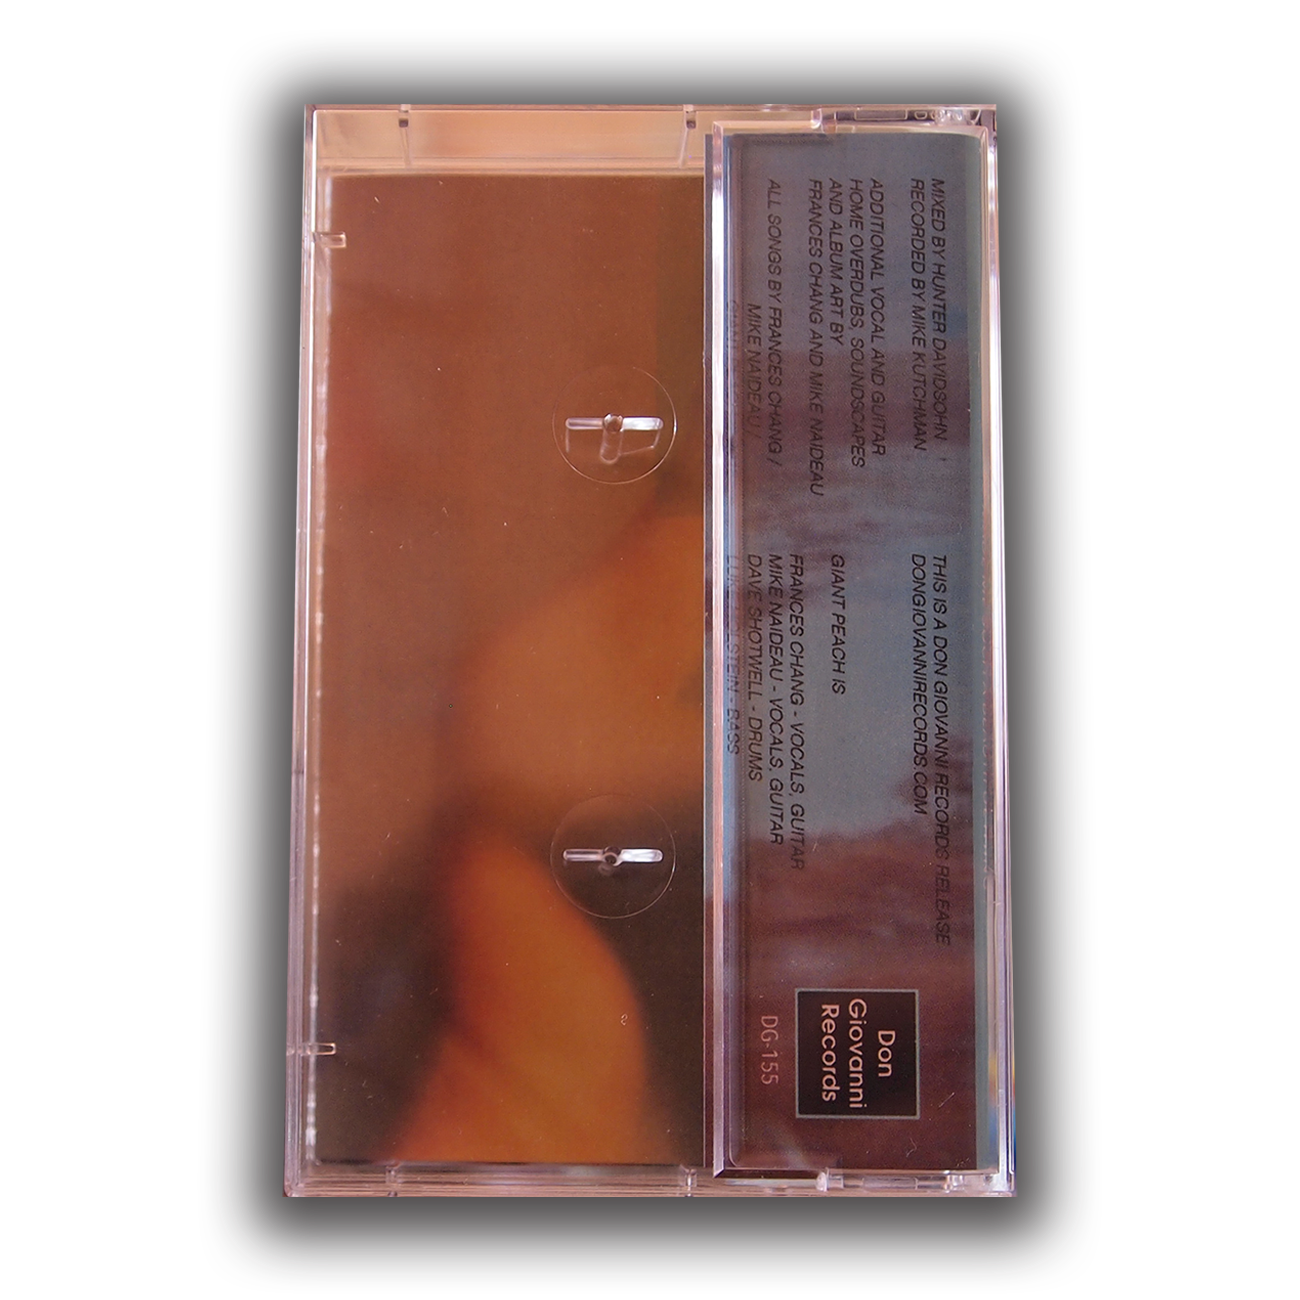 MIXED BY HUNTER DAVIDSOHN
RECORDED BY MIKE KUTCHMAN
ADDITIONAL VOCAL AND GUITAR
HOME OVERDUBS, SOUNDSCAPES
AND ALBUM ART BY
FRANCES CHANG AND MIKE NAIDEAU
ALL SONGS BY FRANCES CHANG /
MIKE NAIDEAU /
THIS IS A DON GIOVANNI RECORDS RELEASE
DONGIOVANNIRECORDS.COM
GIANT PEACH IS
FRANCES CHANG - VOCALS, GUITAR
MIKE NAIDEAU - VOCALS, GUITAR
DAVE SHOTWELL - DRUMS
- BASS
Don
Giovanni
Records
DG-155